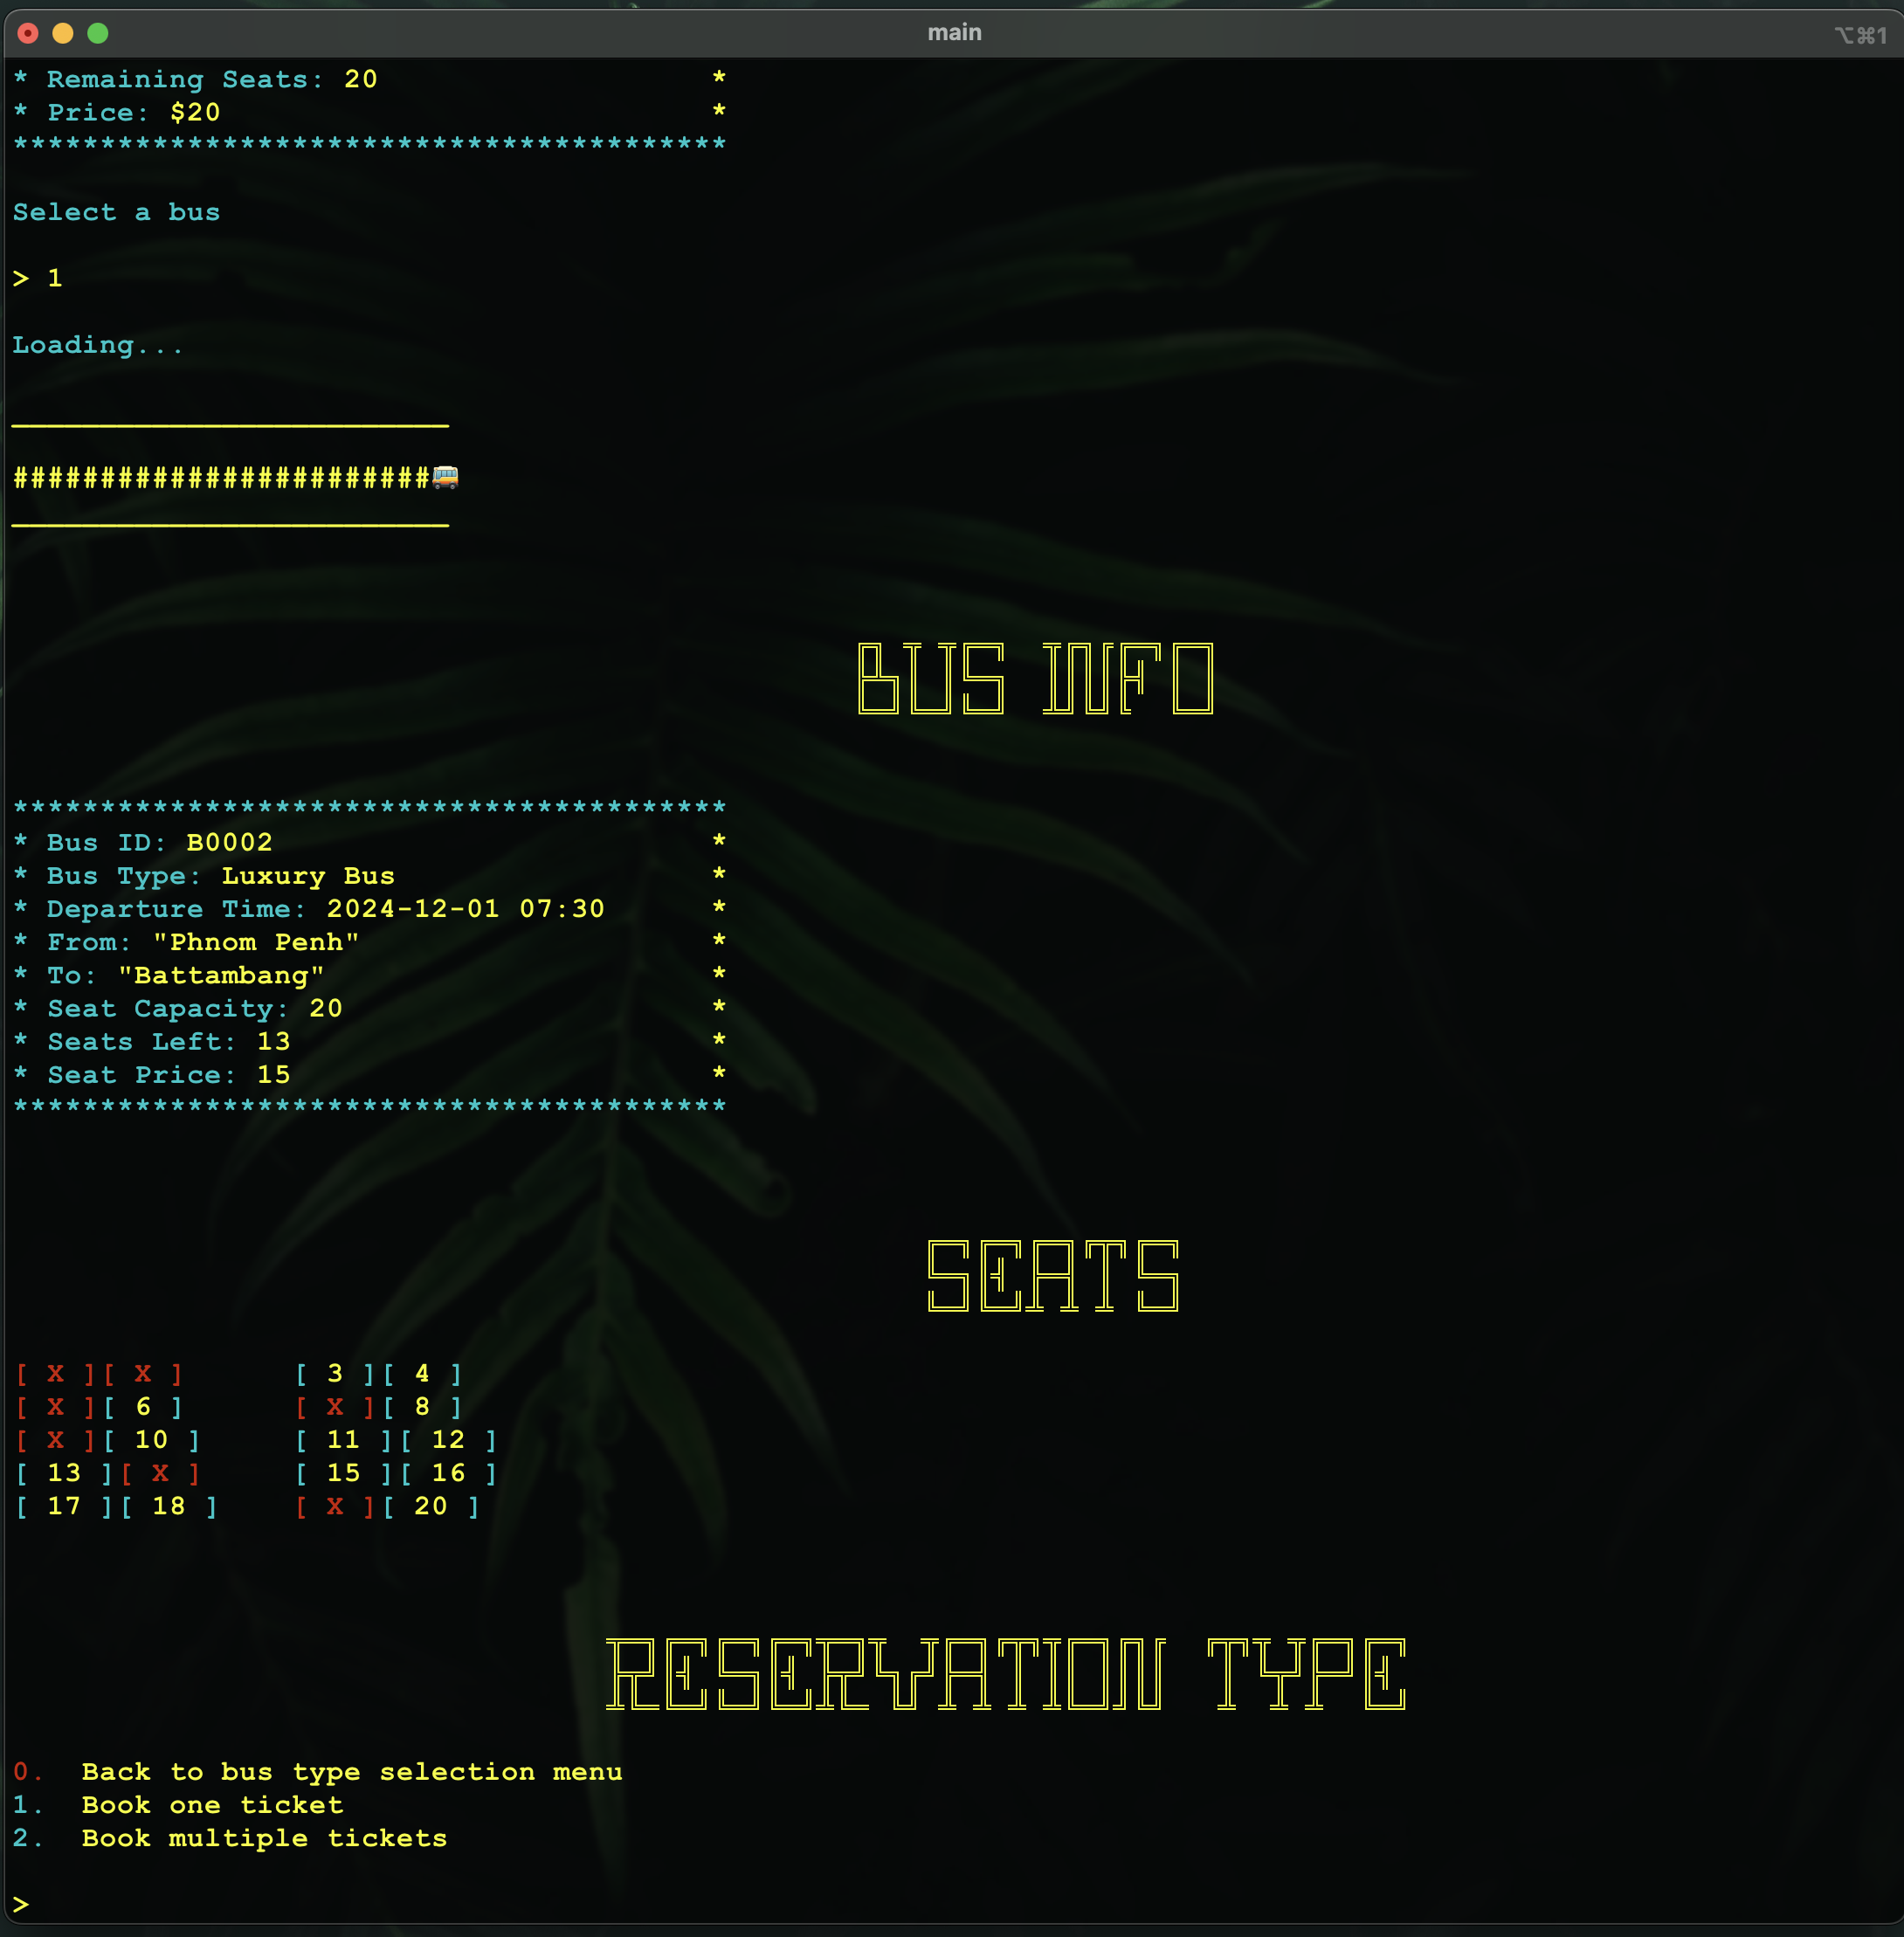 main
⌥⌘1
* Remaining Seats: 20 *
* Price: $20 *
*****************************************
Select a bus
> 1
Loading...
_________________________
########################🚌
_________________________
BUS INFO
*****************************************
* Bus ID: B0002 *
* Bus Type: Luxury Bus *
* Departure Time: 2024-12-01 07:30 *
* From: "Phnom Penh" *
* To: "Battambang" *
* Seat Capacity: 20 *
* Seats Left: 13 *
* Seat Price: 15 *
*****************************************
SEATS
[ X ][ X ] [ 3 ][ 4 ]
[ X ][ 6 ] [ X ][ 8 ]
[ X ][ 10 ] [ 11 ][ 12 ]
[ 13 ][ X ] [ 15 ][ 16 ]
[ 17 ][ 18 ] [ X ][ 20 ]
RESERVATION TYPE
0. Back to bus type selection menu
1. Book one ticket
2. Book multiple tickets
>